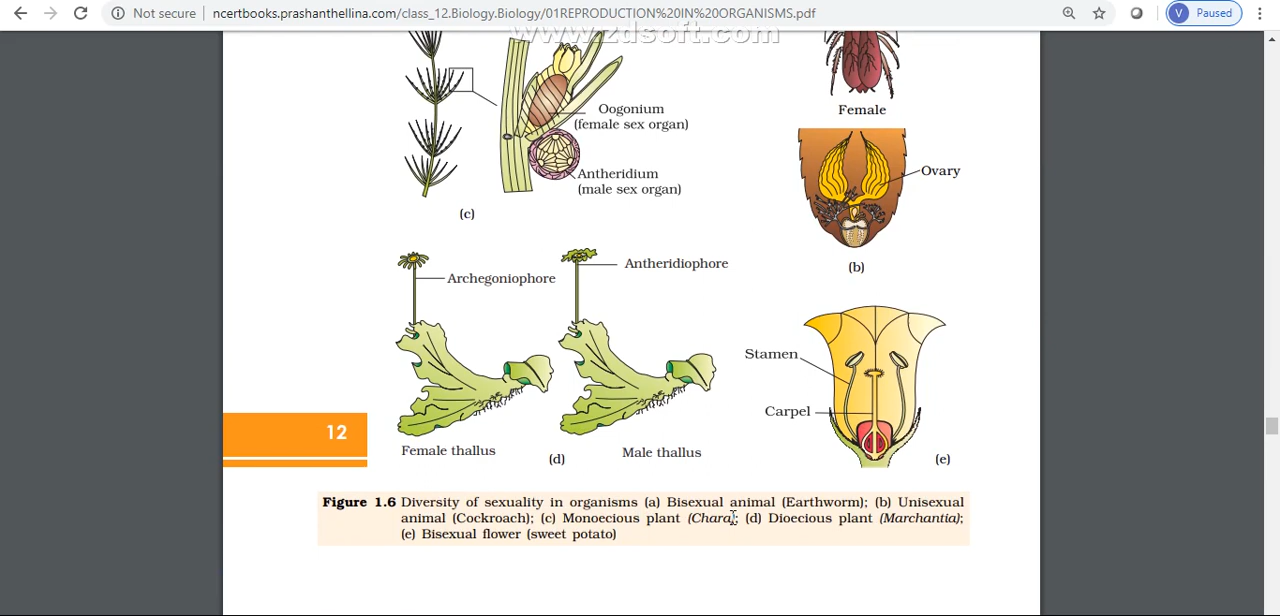 Not secure
ncertbooks.prashanthellina.com/class_12.Biology.Biology/01REPRODUCTION%20IN%20ORGANISMS.pdf
V Paused
www.zdsoft.com
Oogonium
(female sex organ)
Antheridium
(male sex organ)
(c)
Female
Ovary
(b)
Archegoniophore
Antheridiophore
Female thallus
(d)
Male thallus
Stamen
Carpel
(e)
12
Figure 1.6 Diversity of sexuality in organisms (a) Bisexual animal (Earthworm); (b) Unisexual
animal (Cockroach); (c) Monoecious plant (Chara); (d) Dioecious plant (Marchantia);
(e) Bisexual flower (sweet potato)